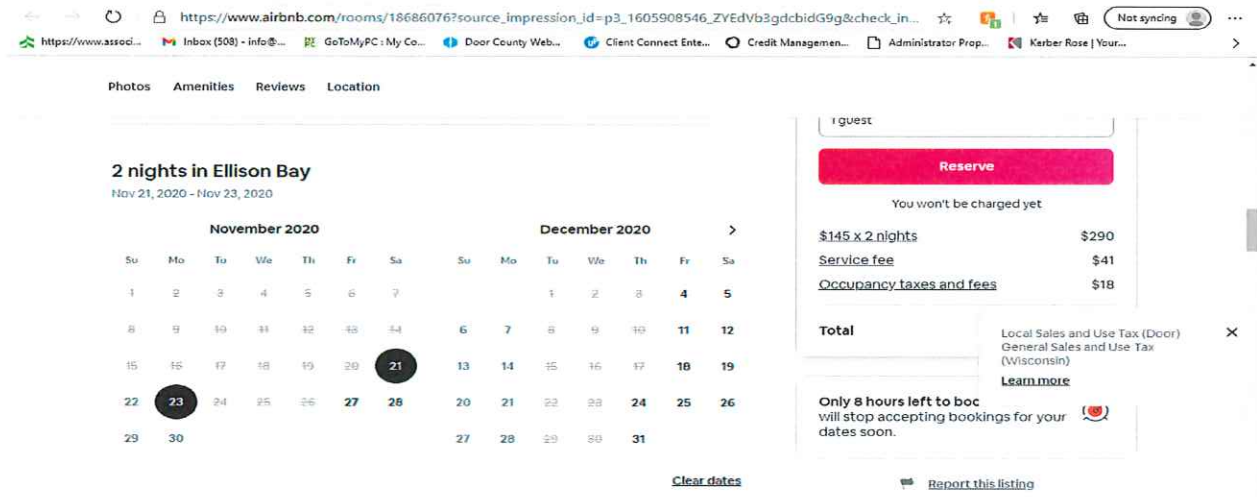 https://www.airbnb.com/rooms/18686076?source_impression_id=p3_1605908546_ZYEdVb3gdcbidG9g&check_in... Not syncing ...
https://www.associ... Inbox (508) - info@... GoToMyPC : My Co... Door County Web... Client Connect Ente... Credit Managemen... Administrator Prop... Kerber Rose | Your... >
Photos Amenities Reviews Location
1 guest
Reserve
You won't be charged yet
$145 x 2 nights $290
Service fee $41
Occupancy taxes and fees $18
Total
Local Sales and Use Tax (Door)
General Sales and Use Tax
(Wisconsin)
Learn more
Only 8 hours left to boo
will stop accepting bookings for your
dates soon.
Report this listing
2 nights in Ellison Bay
Nov 21, 2020 - Nov 23, 2020
November 2020
Su Mo Tu We Th Fr Sa
1 2 3 4 5 6 7
8 9 10 11 12 13 14
15 16 17 18 19 20 21
22 23 24 25 26 27 28
29 30
December 2020
Su Mo Tu We Th Fr Sa
1 2 3 4 5
6 7 8 9 10 11 12
13 14 15 16 17 18 19
20 21 22 23 24 25 26
27 28 29 30 31
Clear dates